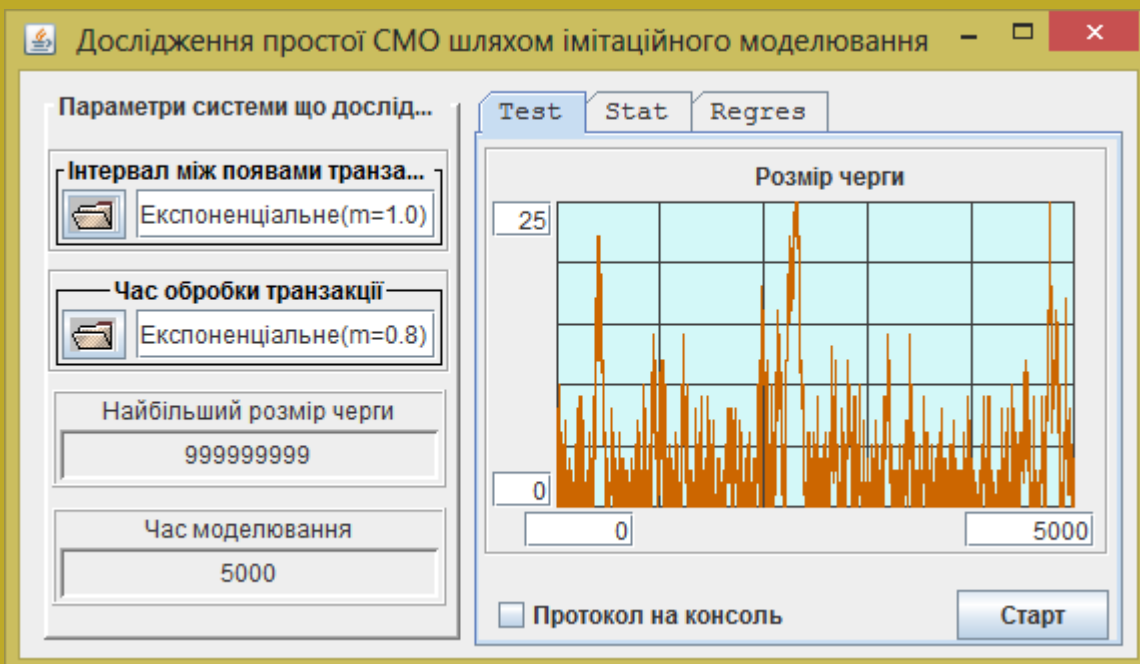 Дослідження простої СМО шляхом імітаційного моделювання
Параметри системи що дослід...
Інтервал між появами транза...
Експоненціальне(m=1.0)
Час обробки транзакції
Експоненціальне(m=0.8)
Найбільший розмір черги
999999999
Час моделювання
5000
Test Stat Regres
Розмір черги
25
0
0 5000
Протокол на консоль
Старт